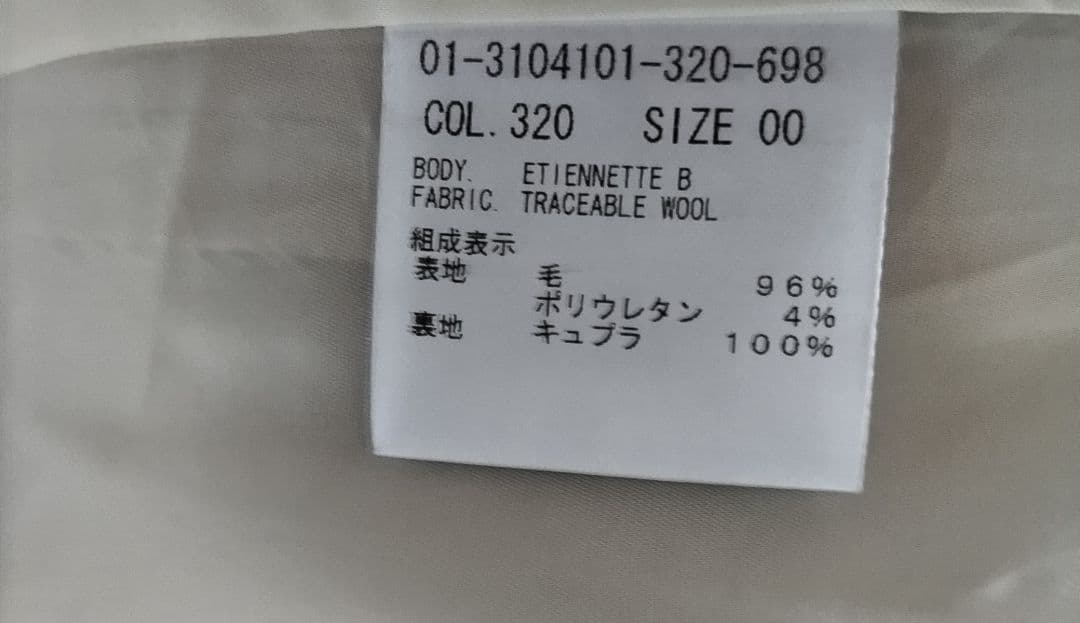 01-3104101-320-698
COL. 320 SIZE 00
BODY. ETIENNETTE B
FABRIC. TRACEABLE WOOL
組成表示
表地 毛 96%
ポリウレタン 4%
裏地 キュプラ 100%